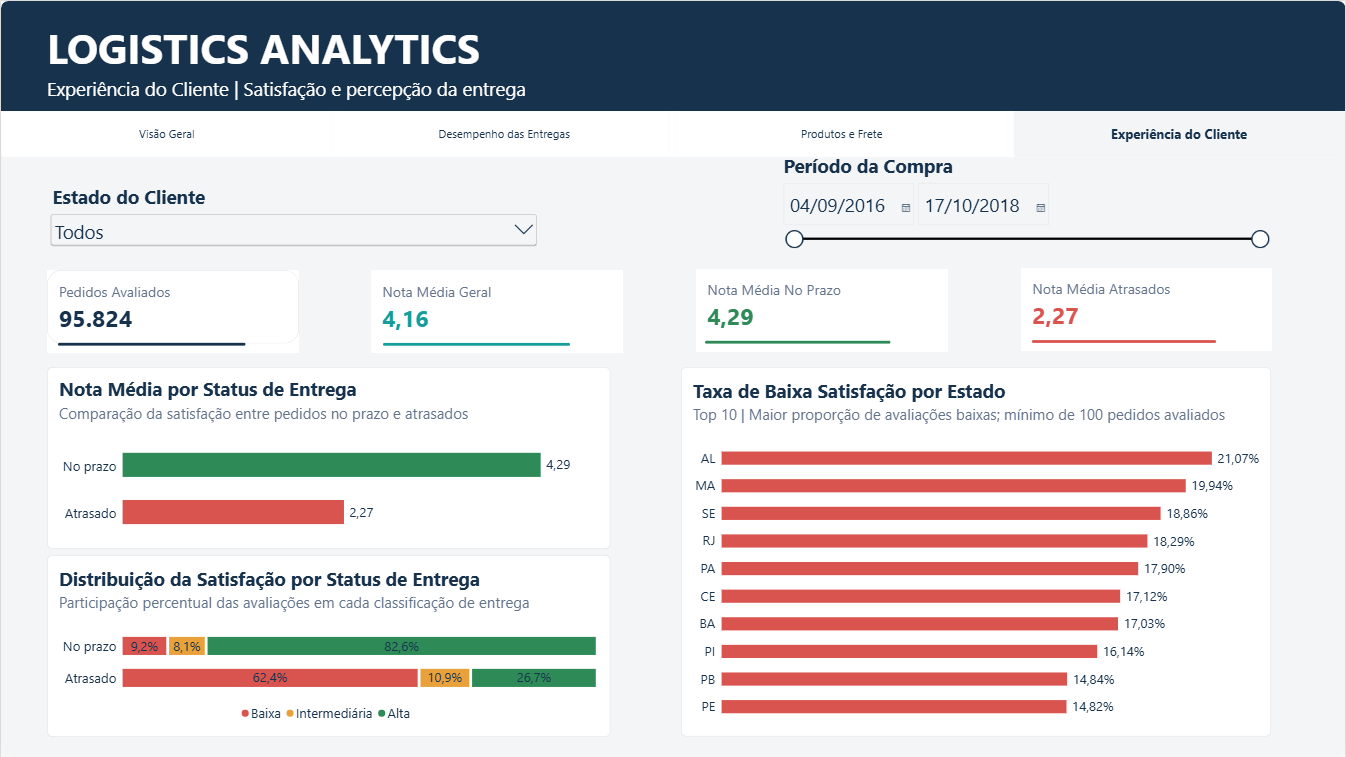 LOGISTICS ANALYTICS
Experiência do Cliente | Satisfação e percepção da entrega
Visão Geral
Desempenho das Entregas
Produtos e Frete
Experiência do Cliente
Estado do Cliente
Todos
Período da Compra
04/09/2016
17/10/2018
Pedidos Avaliados
95.824
Nota Média Geral
4,16
Nota Média No Prazo
4,29
Nota Média Atrasados
2,27
Nota Média por Status de Entrega
Comparação da satisfação entre pedidos no prazo e atrasados
No prazo 4,29
Atrasado 2,27
Distribuição da Satisfação por Status de Entrega
Participação percentual das avaliações em cada classificação de entrega
No prazo 9,2% 8,1% 82,6%
Atrasado 62,4% 10,9% 26,7%
Baixa Intermediária Alta
Taxa de Baixa Satisfação por Estado
Top 10 | Maior proporção de avaliações baixas; mínimo de 100 pedidos avaliados
AL 21,07%
MA 19,94%
SE 18,86%
RJ 18,29%
PA 17,90%
CE 17,12%
BA 17,03%
PI 16,14%
PB 14,84%
PE 14,82%